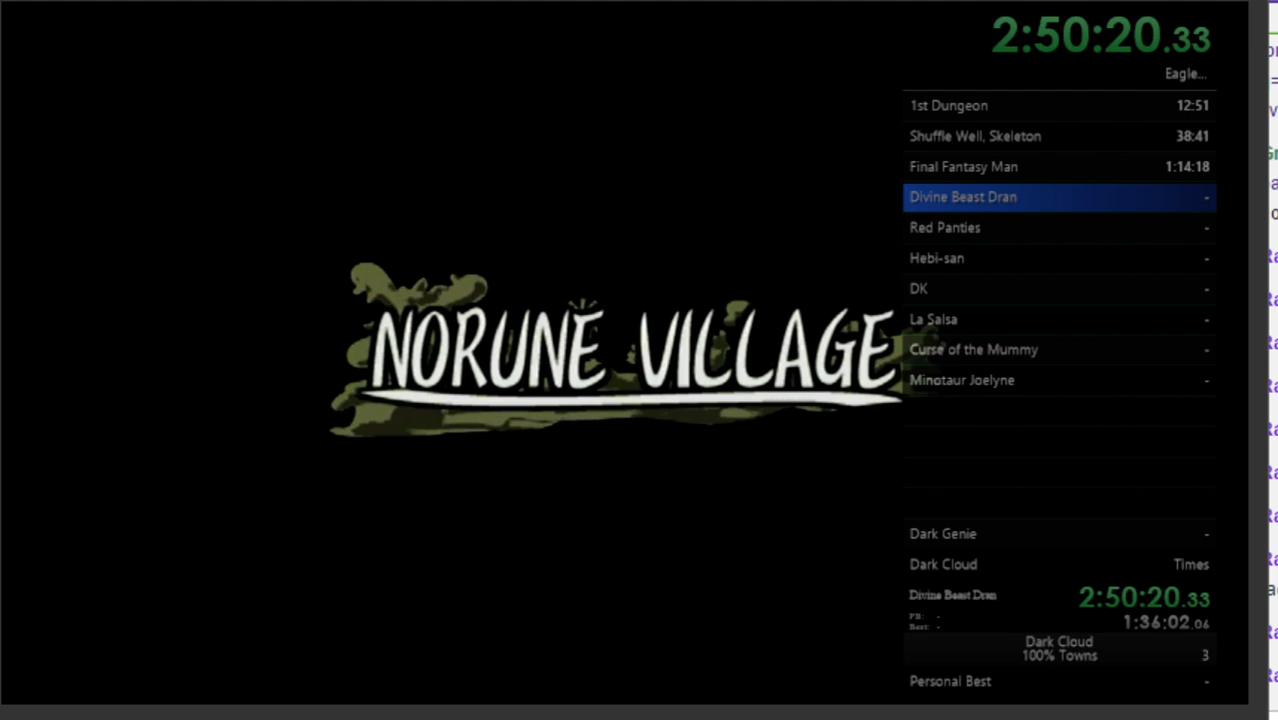 2:50:20.33
Eagle...
1st Dungeon 12:51
Shuffle Well, Skeleton 38:41
Final Fantasy Man 1:14:18
Divine Beast Dran -
Red Panties -
Hebi-san -
DK -
La Salsa -
Curse of the Mummy -
Minotaur Joelyne -
NORUNE VILLAGE
Dark Genie -
Dark Cloud Times
Divine Beast Dran 2:50:20.33
PB: -
Best: - 1:36:02.06
Dark Cloud
100% Towns 3
Personal Best -